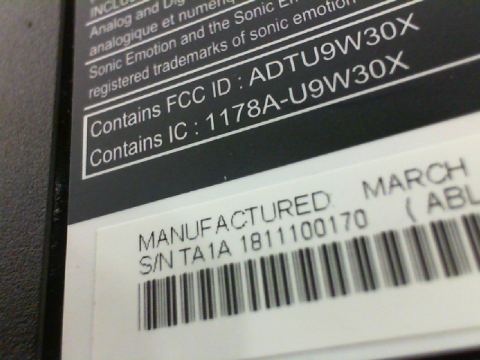 INCLU
Analog and Dig
analogique et numériq
Sonic Emotion and the Sonic E
registered trademarks of sonic emotion
Contains FCC ID : ADTU9W30X
Contains IC : 1178A-U9W30X
MANUFACTURED: MARCH
S/N TA1A 1811100170 ( ABL